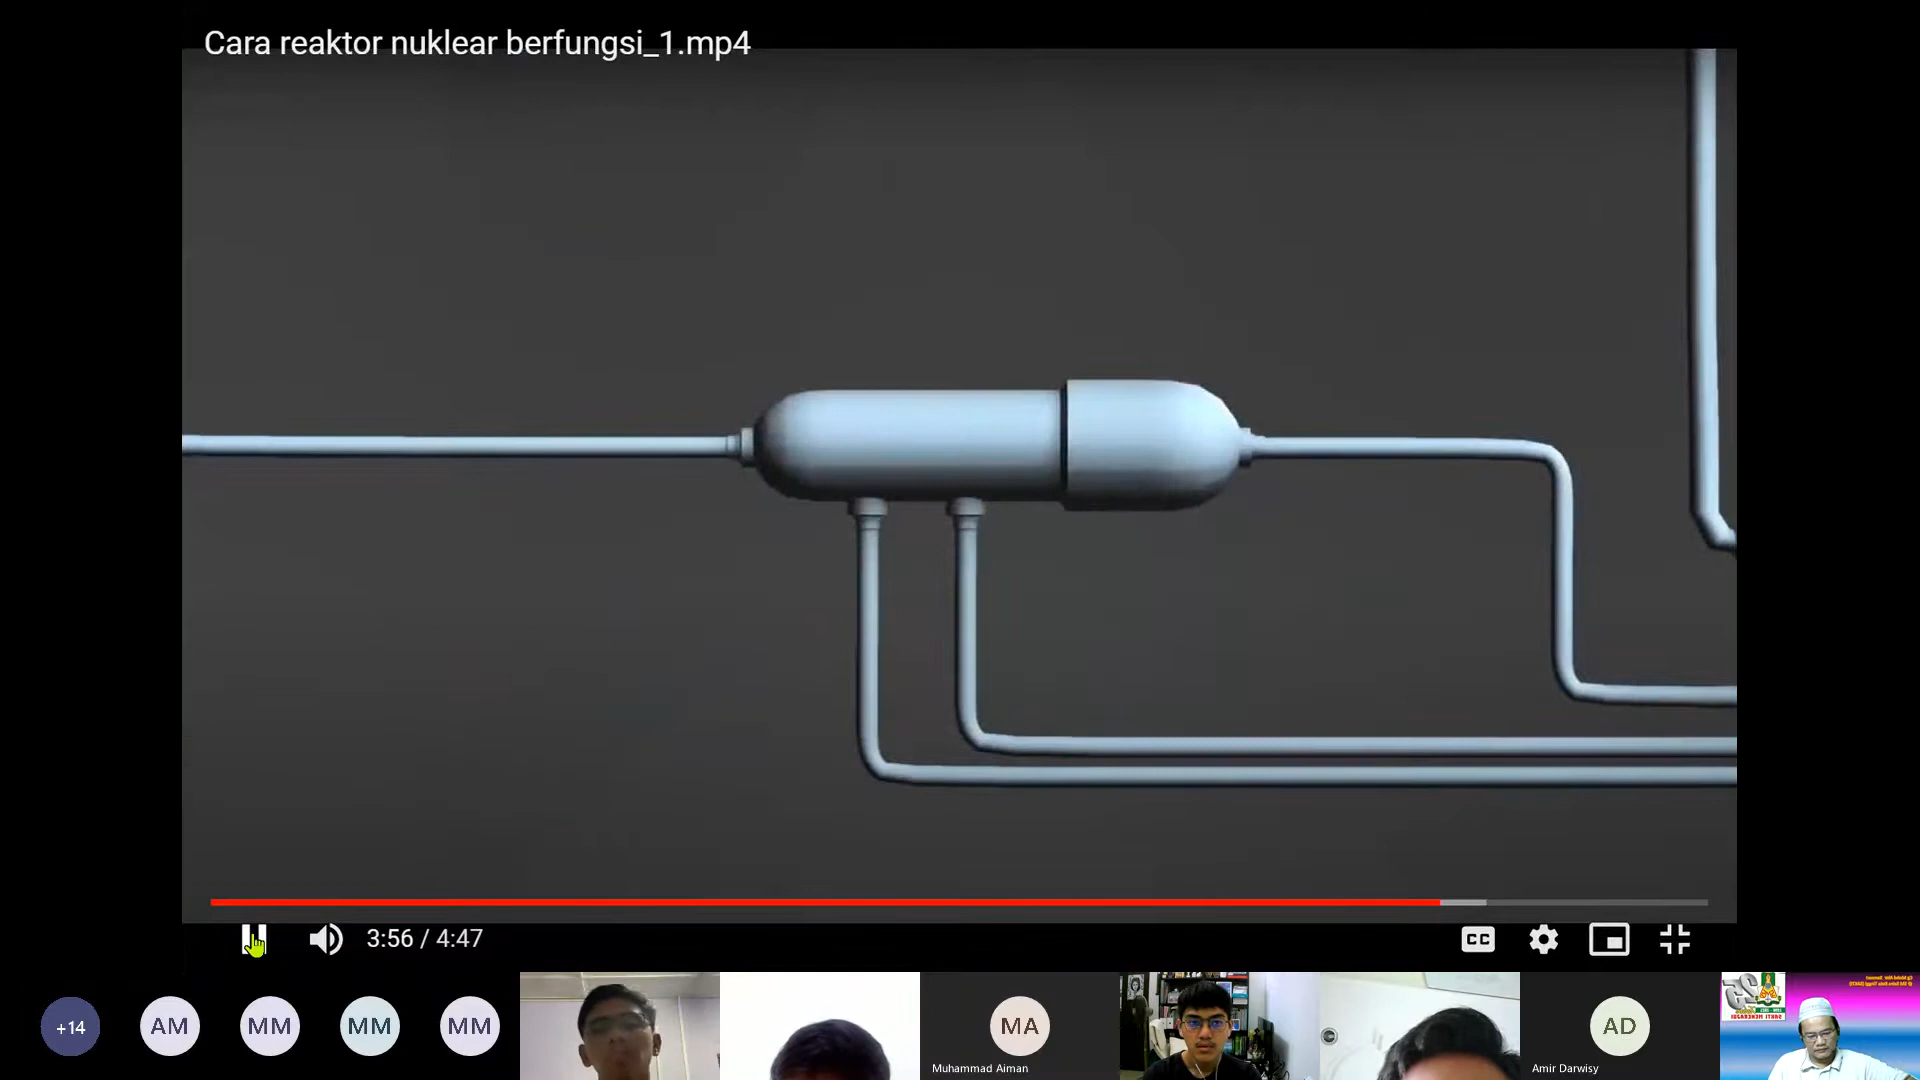 Cara reaktor nuklear berfungsi_1.mp4
3:56 / 4:47
CC
+14
AM
MM
MM
MM
MA
Muhammad Aiman
AD
Amir Darwisy